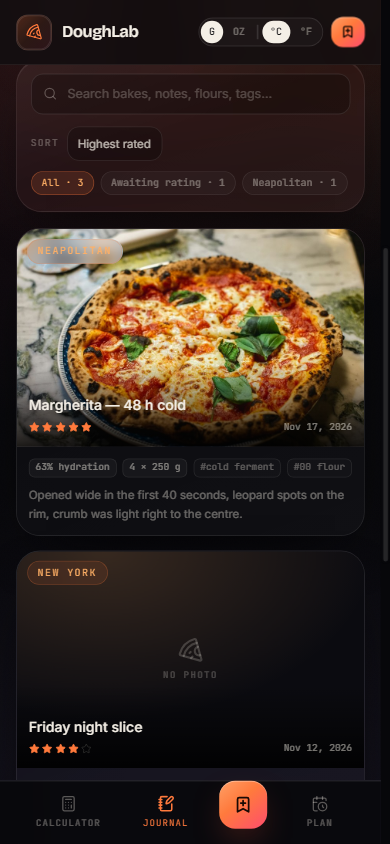 DoughLab
G OZ °C °F
Search bakes, notes, flours, tags...
SORT Highest rated
All · 3 Awaiting rating · 1 Neapolitan · 1
NEAPOLITAN
Margherita — 48 h cold
Nov 17, 2026
63% hydration 4 × 250 g #cold ferment #00 flour
Opened wide in the first 40 seconds, leopard spots on the
rim, crumb was light right to the centre.
NEW YORK
NO PHOTO
Friday night slice
Nov 12, 2026
CALCULATOR JOURNAL PLAN